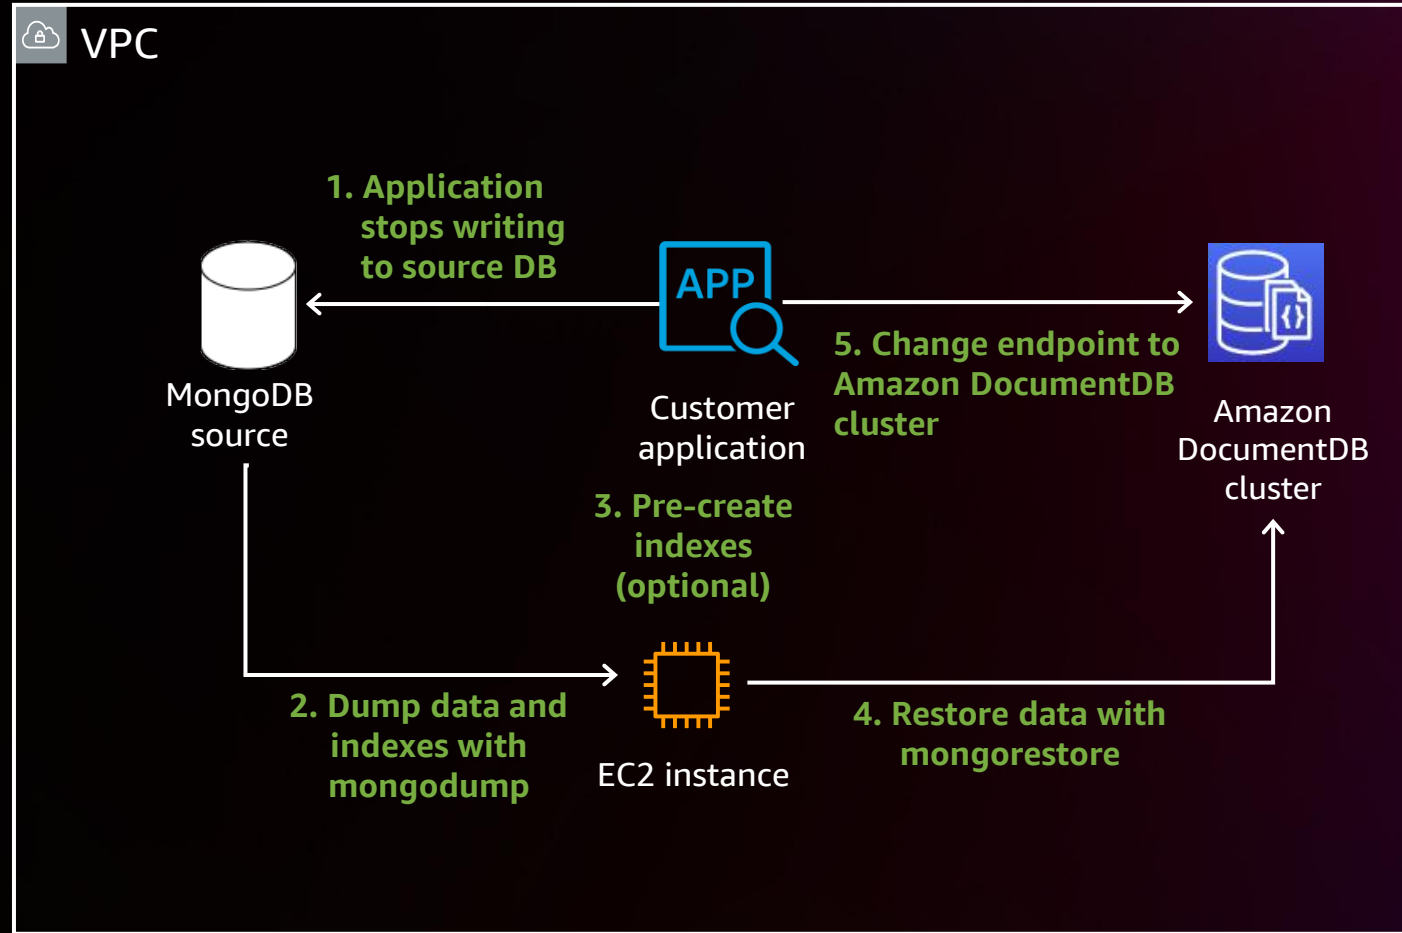 VPC
1. Application
stops writing
to source DB
APP
MongoDB
source
Customer
application
5. Change endpoint to
Amazon DocumentDB
cluster
{}
Amazon
DocumentDB
cluster
3. Pre-create
indexes
(optional)
2. Dump data and
indexes with
mongodump
EC2 instance
4. Restore data with
mongorestore